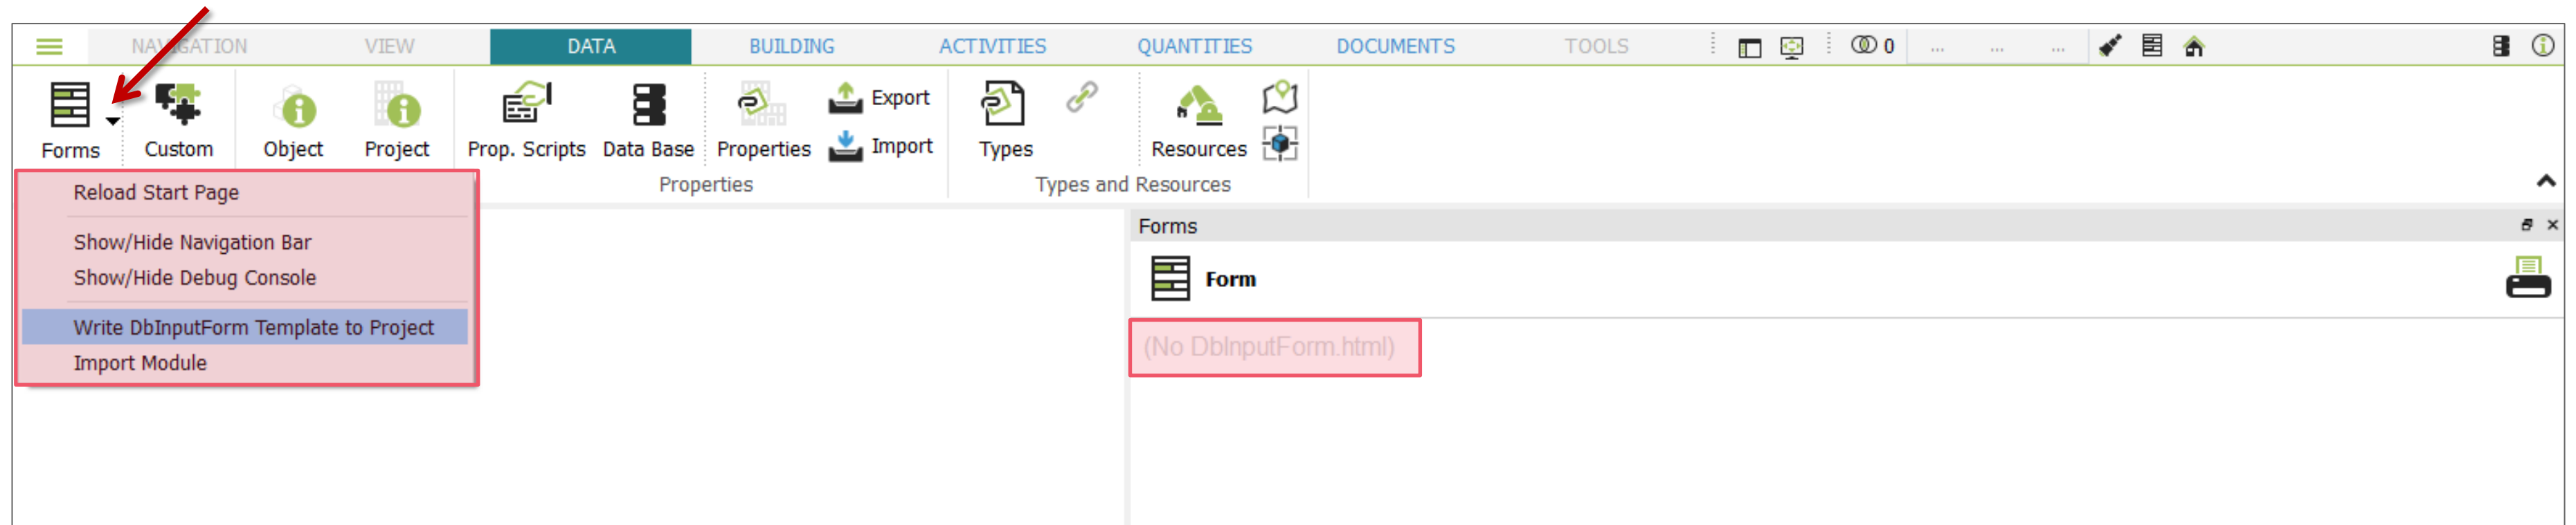 NAVIGATION VIEW DATA BUILDING ACTIVITIES QUANTITIES DOCUMENTS TOOLS 0 ... ... ...
Forms Custom Object Project Prop. Scripts Data Base Properties Export Import Types Resources
Properties Types and Resources
Reload Start Page
Show/Hide Navigation Bar
Show/Hide Debug Console
Write DbInputForm Template to Project
Import Module
Forms
Form
(No DbInputForm.html)